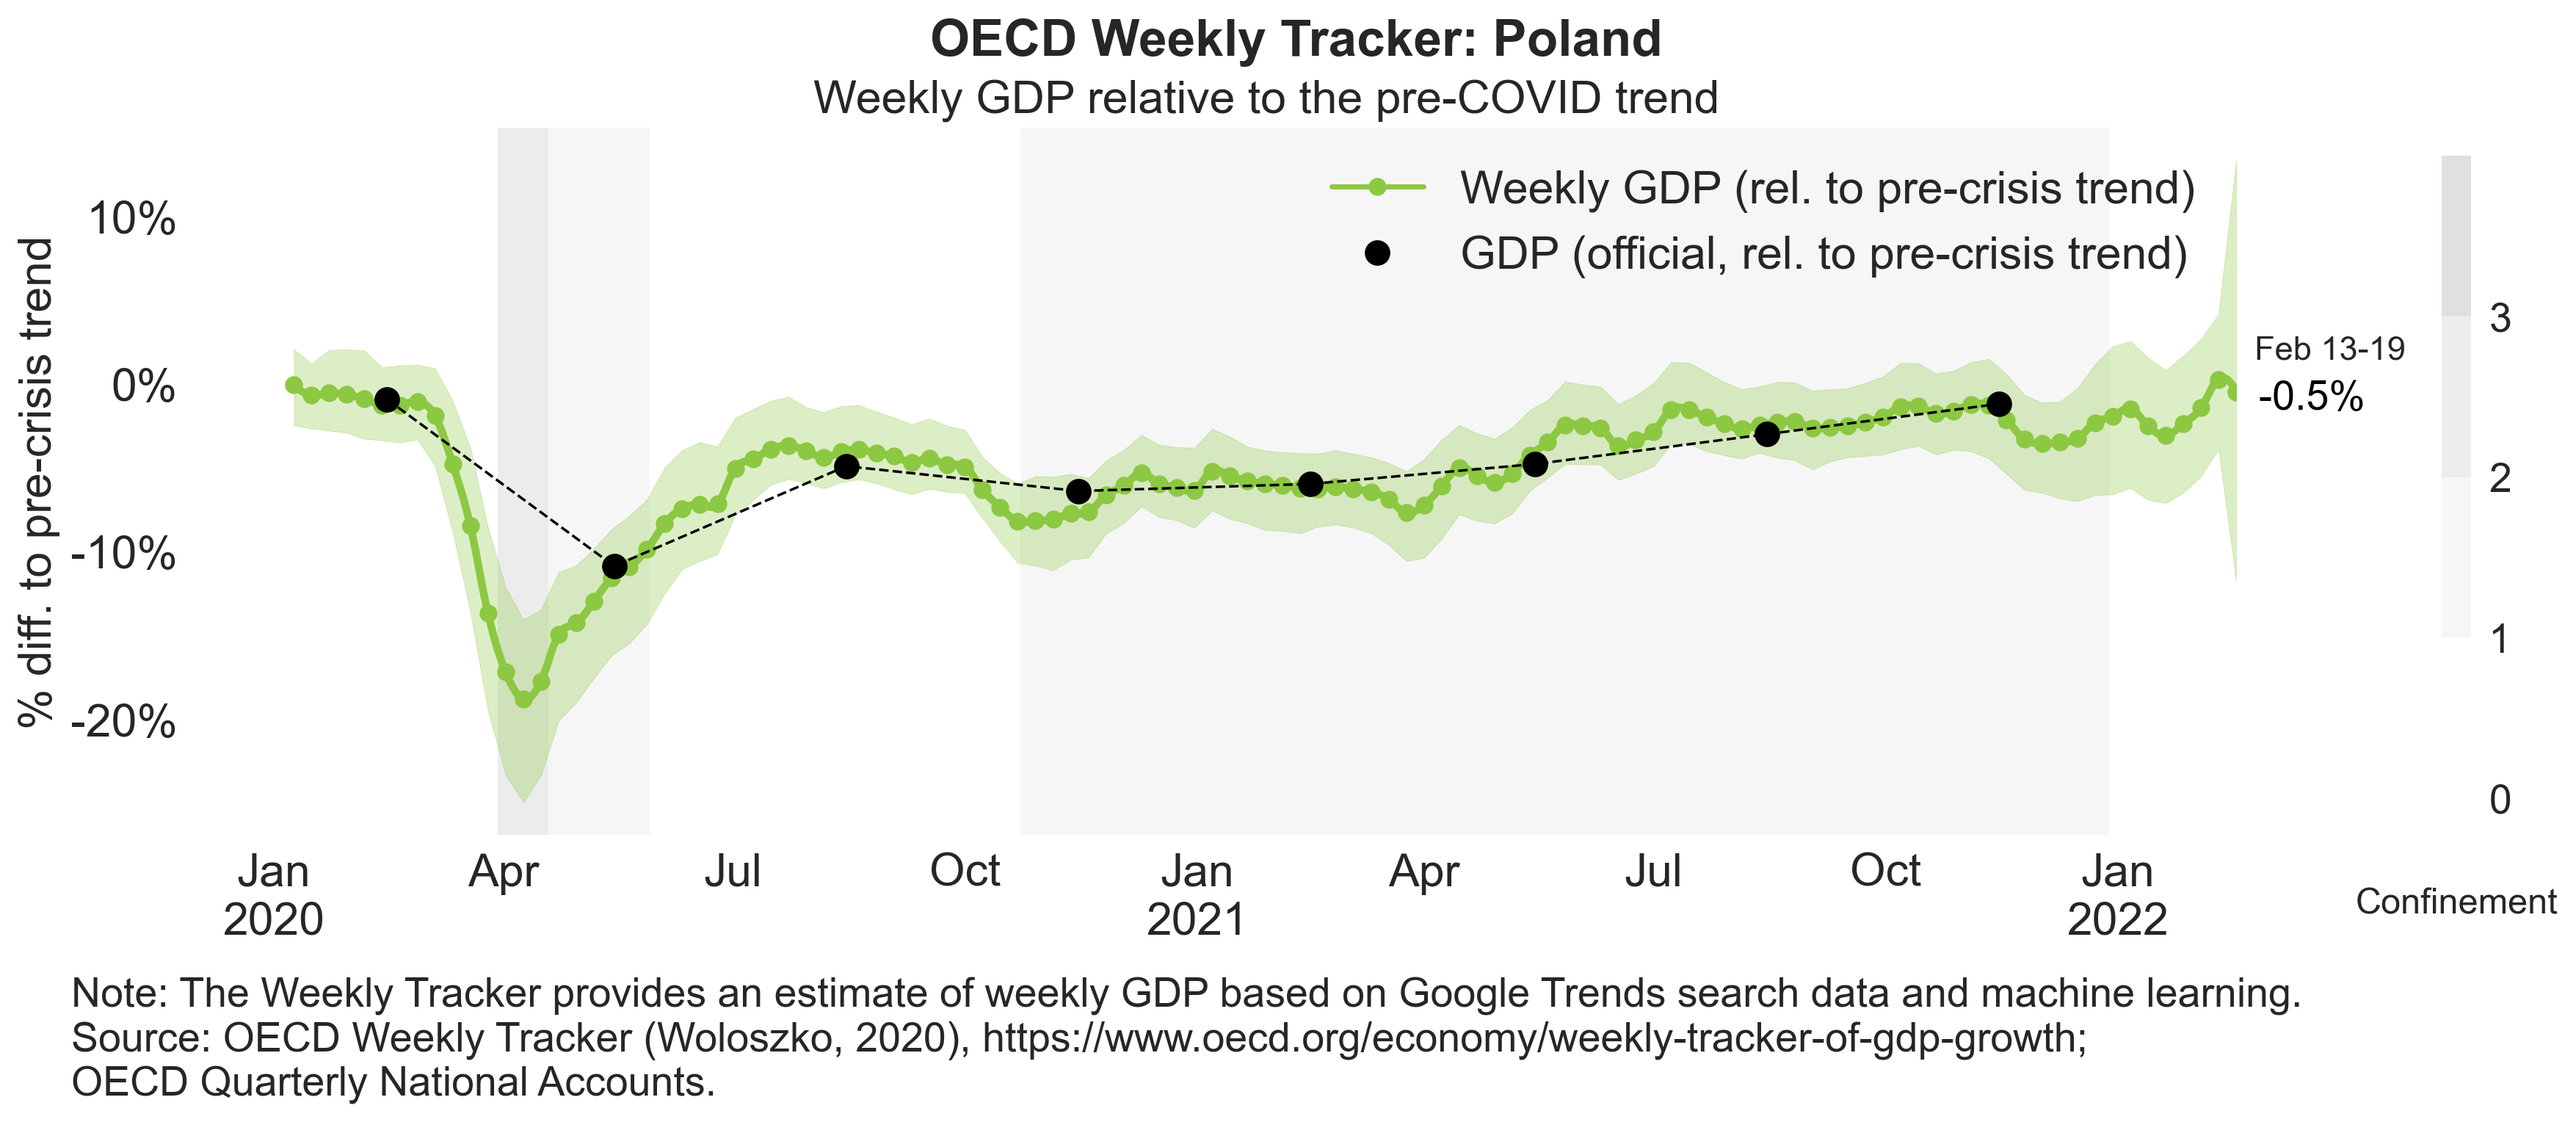 OECD Weekly Tracker: Poland
Weekly GDP relative to the pre-COVID trend
Weekly GDP (rel. to pre-crisis trend)
GDP (official, rel. to pre-crisis trend)
% diff. to pre-crisis trend
10%
0%
-10%
-20%
Feb 13-19
-0.5%
3
2
1
0
Confinement
Jan Apr Jul Oct Jan Apr Jul Oct Jan
2020 2021 2022
Note: The Weekly Tracker provides an estimate of weekly GDP based on Google Trends search data and machine learning.
Source: OECD Weekly Tracker (Woloszko, 2020), https://www.oecd.org/economy/weekly-tracker-of-gdp-growth;
OECD Quarterly National Accounts.